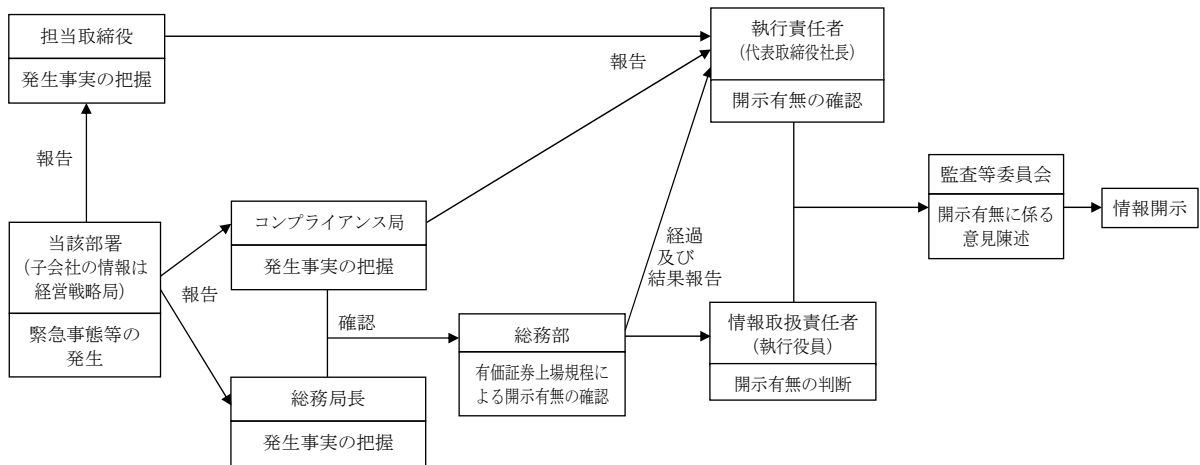 担当取締役
発生事実の把握
報告
当該部署
（子会社の情報は
経営戦略局）
緊急事態等の
発生
報告
コンプライアンス局
発生事実の把握
確認
総務局長
発生事実の把握
総務部
有価証券上場規程に
よる開示有無の確認
報告
経過
及び
結果報告
執行責任者
（代表取締役社長）
開示有無の確認
情報取扱責任者
（執行役員）
開示有無の判断
監査等委員会
開示有無に係る
意見陳述
情報開示